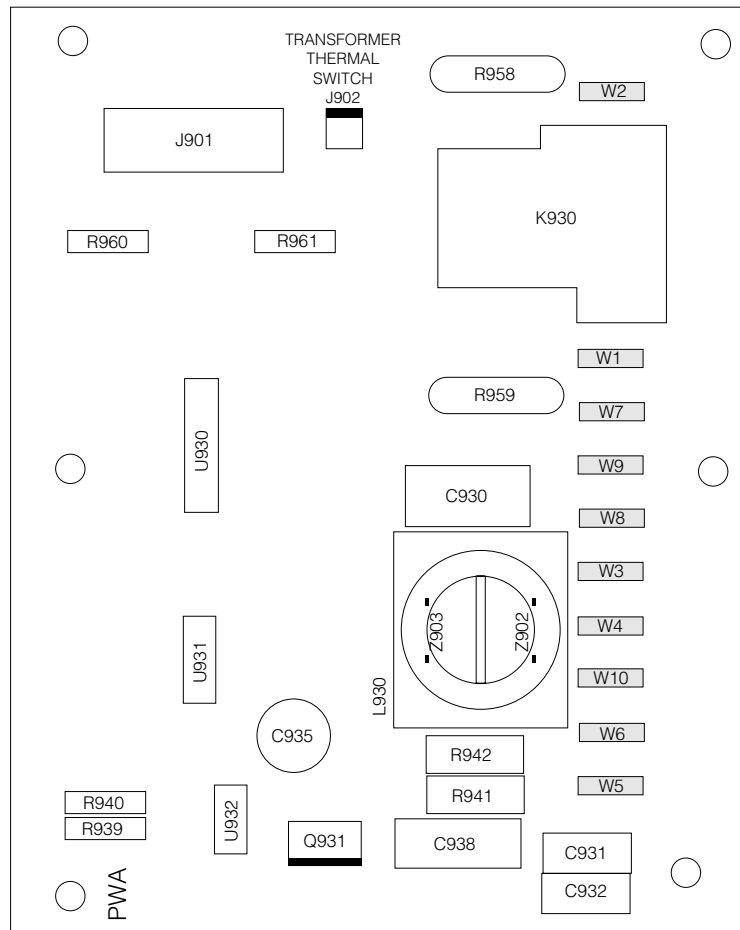 TRANSFORMER
THERMAL
SWITCH
J902
R958
W2
J901
K930
R960
R961
W1
R959
W7
U930
W9
C930
W8
W3
Z903
Z902
W4
U931
L930
W10
C935
W6
R942
W5
R941
R940
R939
U932
Q931
C938
C931
C932
PWA